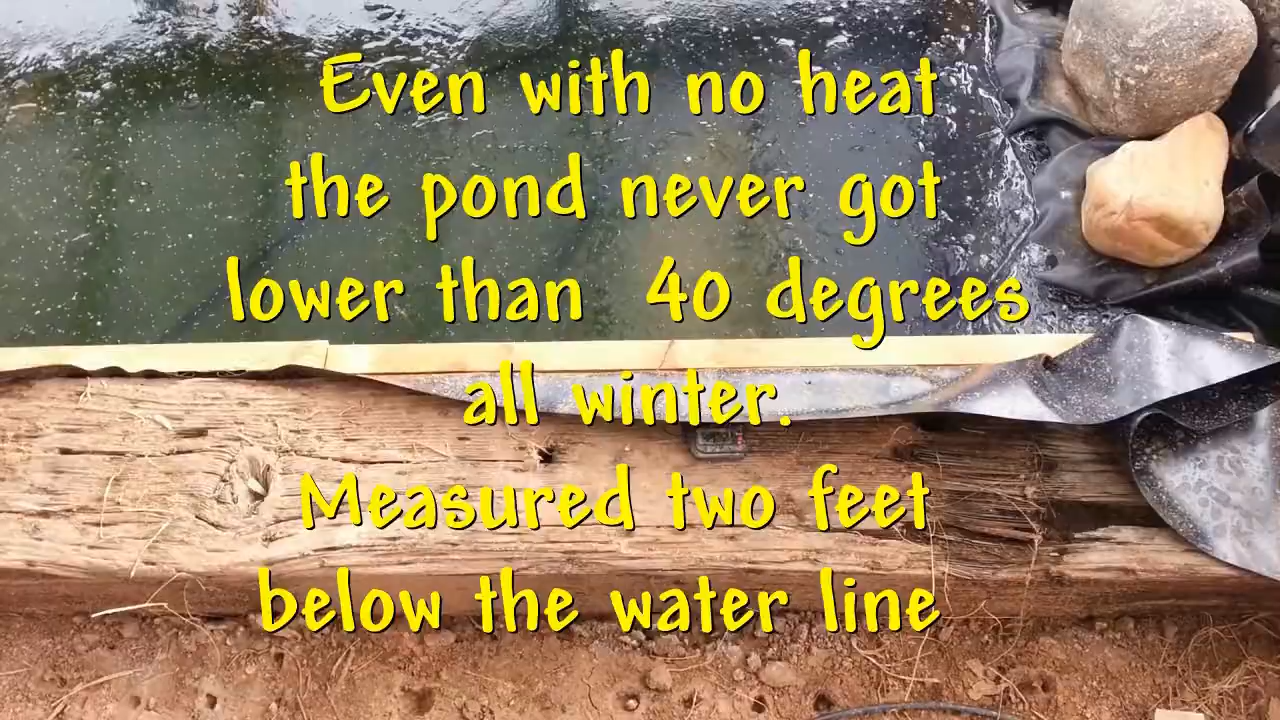 Even with no heat
the pond never got
lower than 40 degrees
all winter.
Measured two feet
below the water line